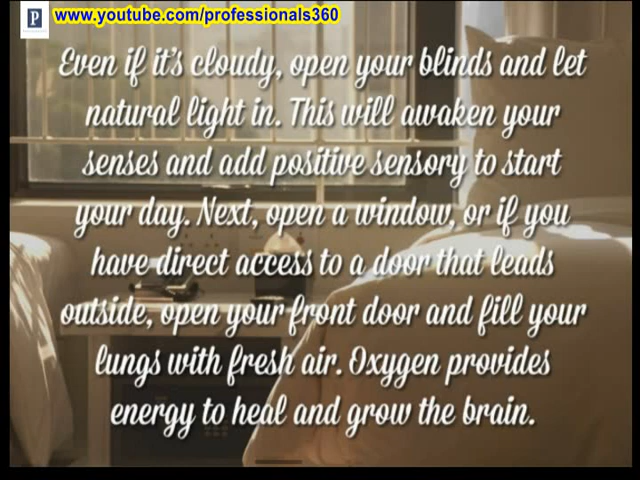 P
www.youtube.com/professionals360
Even if it's cloudy, open your blinds and let
natural light in. This will awaken your
senses and add positive sensory to start
your day. Next, open a window, or if you
have direct access to a door that leads
outside, open your front door and fill your
lungs with fresh air. Oxygen provides
energy to heal and grow the brain.